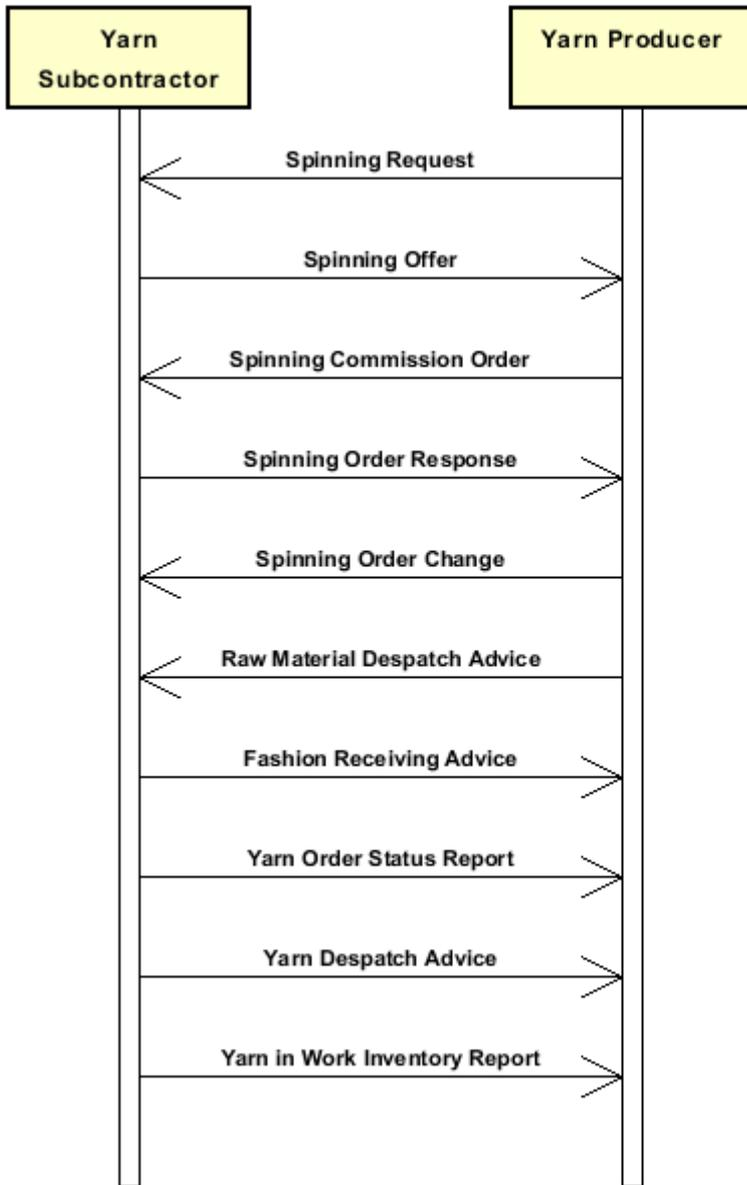 Yarn
Subcontractor
Yarn Producer
Spinning Request
Spinning Offer
Spinning Commission Order
Spinning Order Response
Spinning Order Change
Raw Material Despatch Advice
Fashion Receiving Advice
Yarn Order Status Report
Yarn Despatch Advice
Yarn in Work Inventory Report